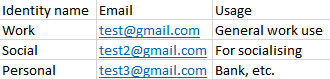 Identity name Email Usage
Work test@gmail.com General work use
Social test2@gmail.com For socialising
Personal test3@gmail.com Bank, etc.